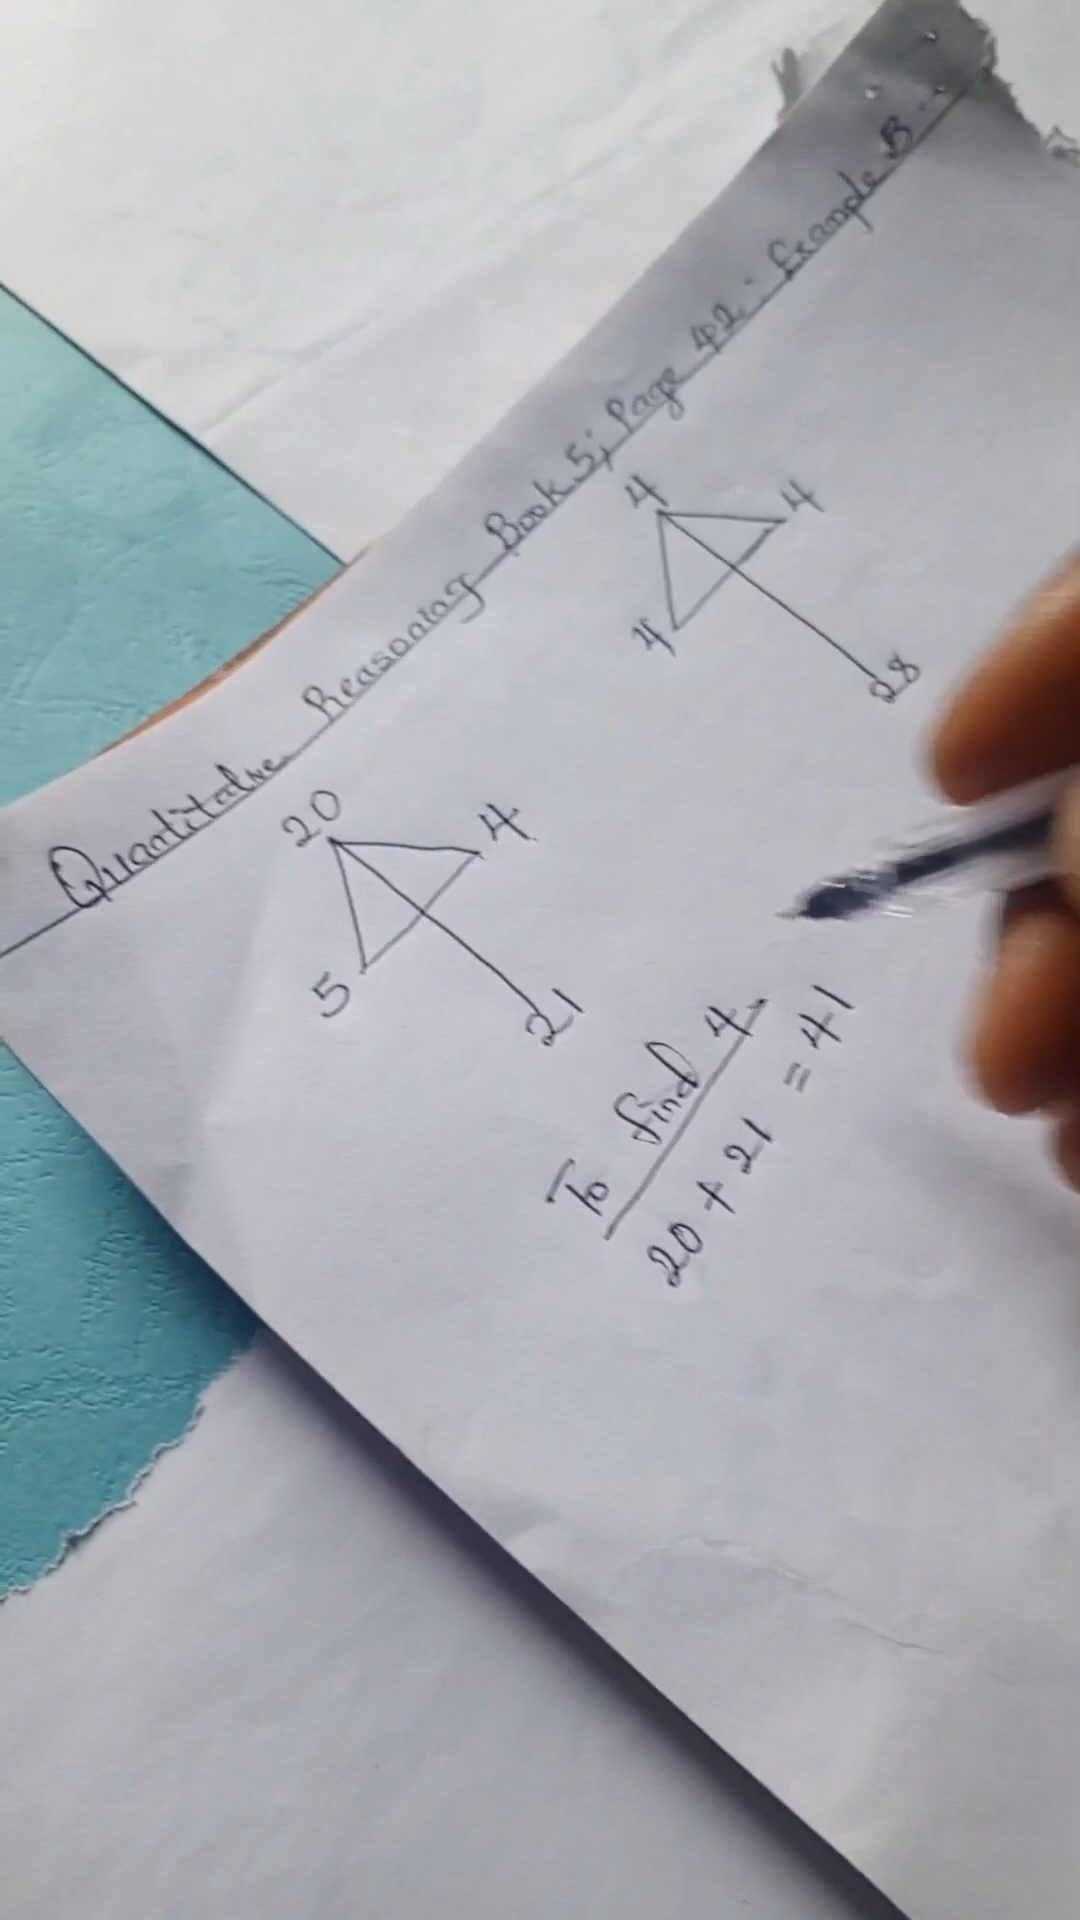 Quantitative Reasoning Book 5; Page 42: Example B.
20 4
5
21
4 4
4
28
To find 4.
20 + 21 = 41